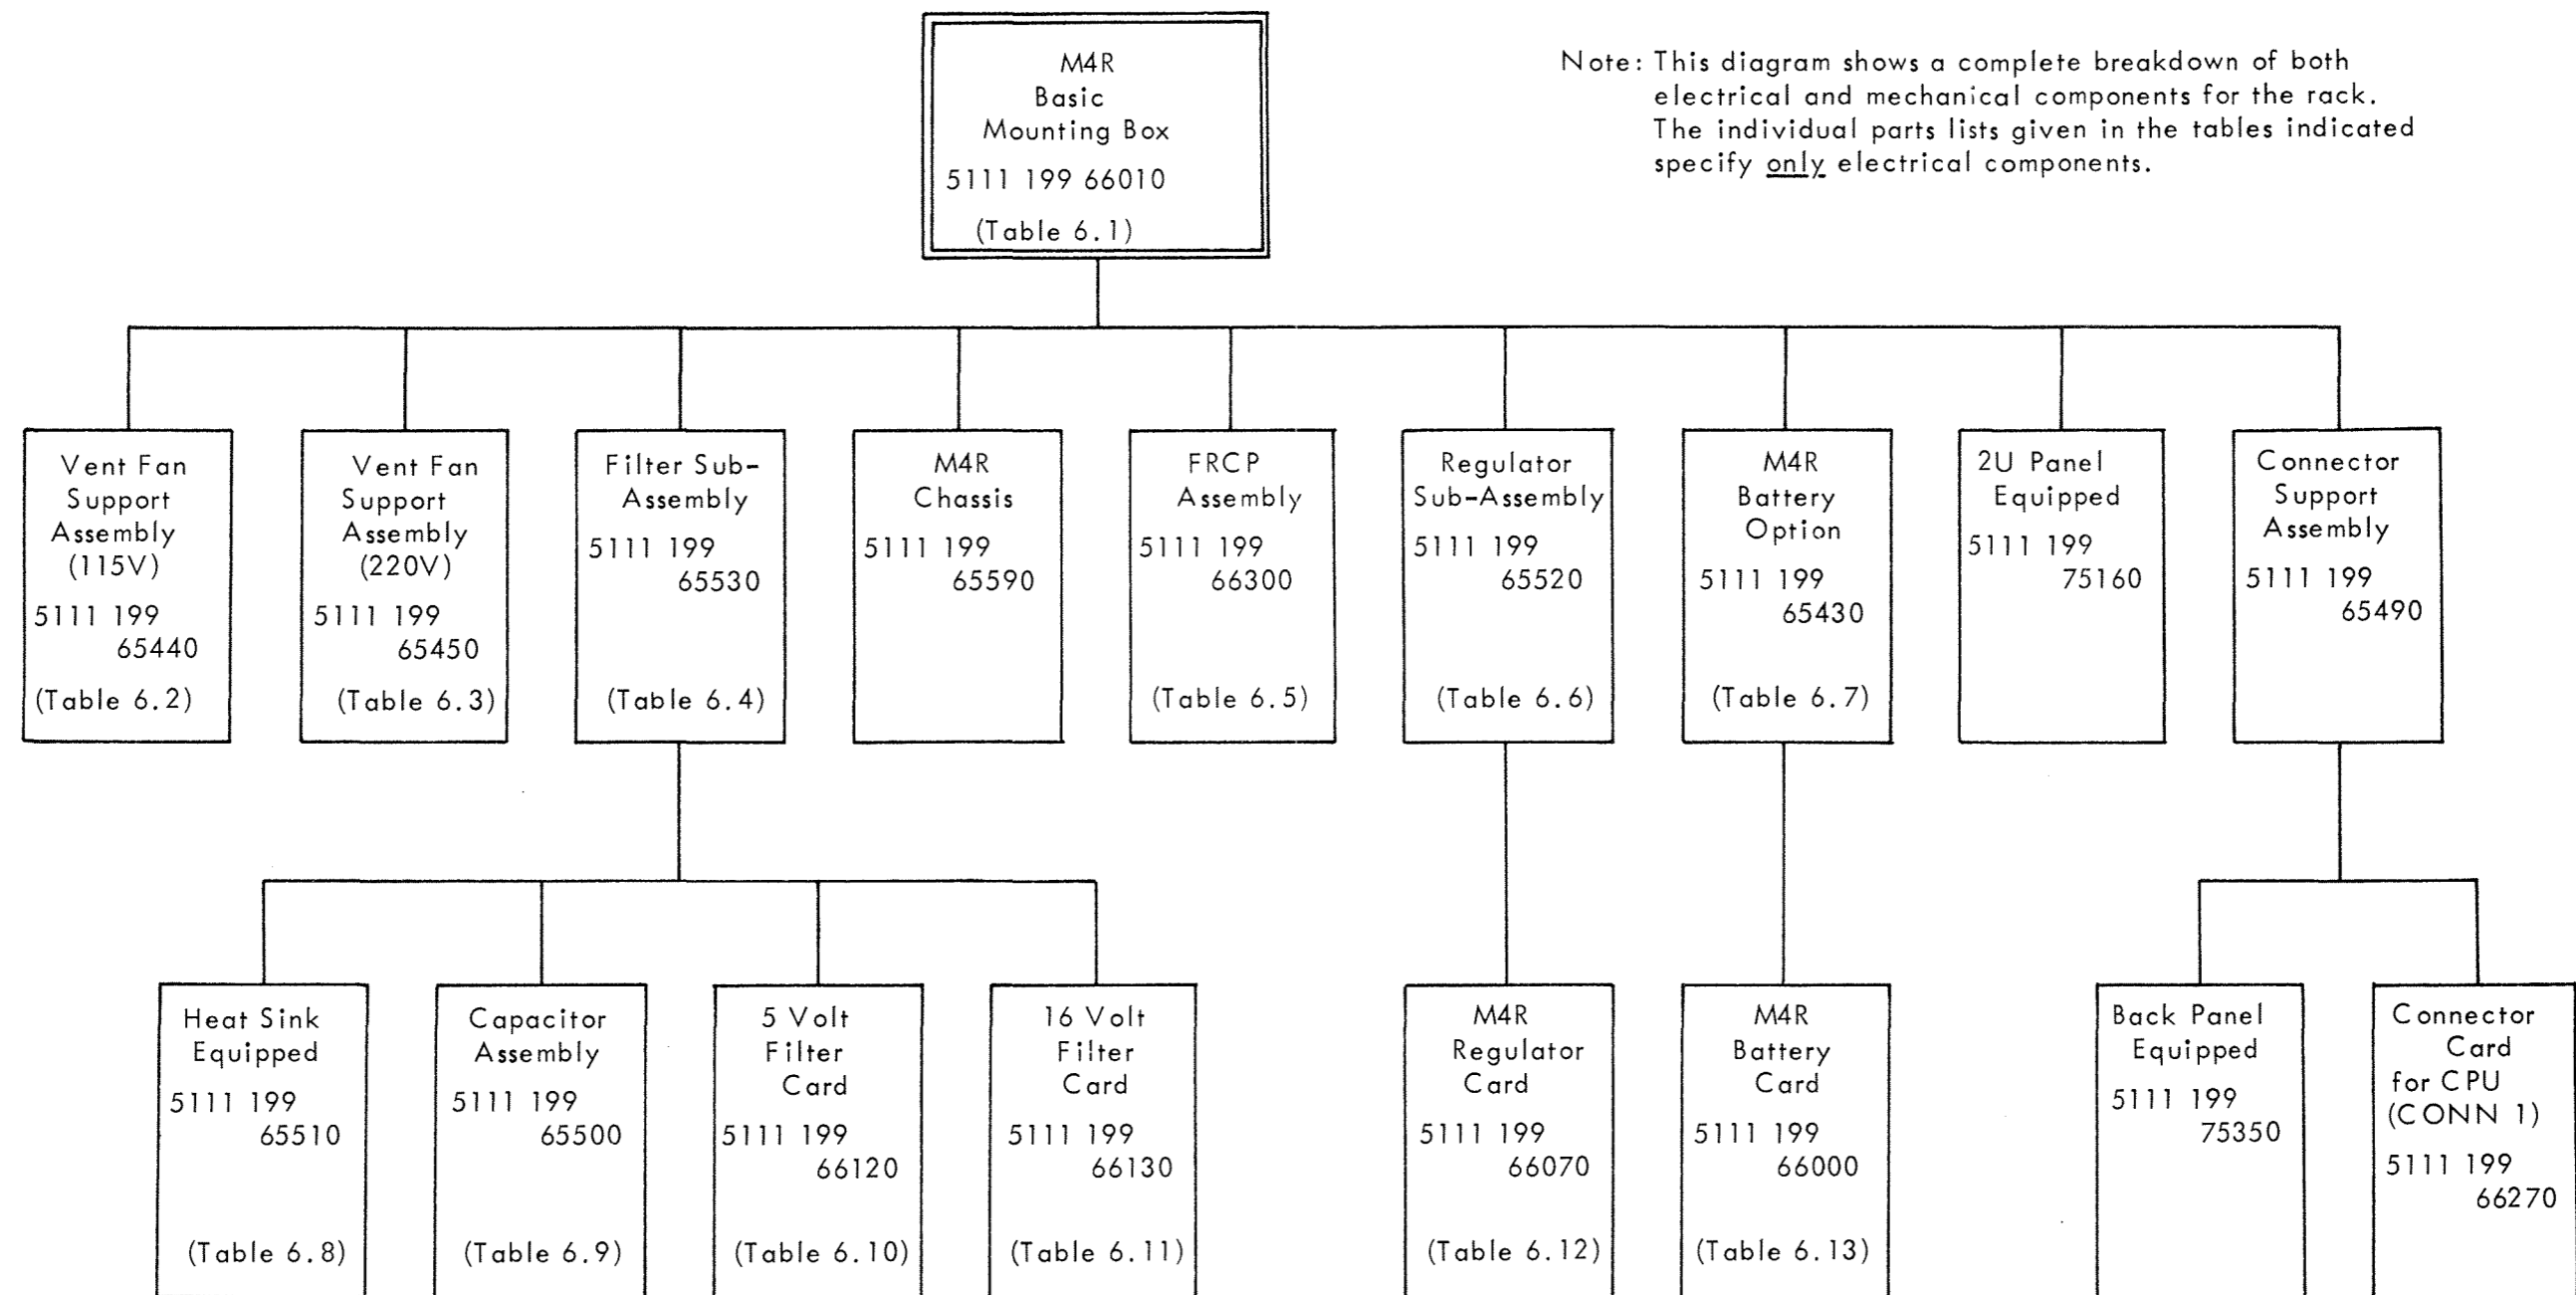 M4R
Basic
Mounting Box
5111 199 66010
(Table 6.1)
Note: This diagram shows a complete breakdown of both
electrical and mechanical components for the rack.
The individual parts lists given in the tables indicated
specify only electrical components.
Vent Fan
Support
Assembly
(115V)
5111 199
65440
(Table 6.2)
Vent Fan
Support
Assembly
(220V)
5111 199
65450
(Table 6.3)
Filter Sub-
Assembly
5111 199
65530
(Table 6.4)
M4R
Chassis
5111 199
65590
FRCP
Assembly
5111 199
66300
(Table 6.5)
Regulator
Sub-Assembly
5111 199
65520
(Table 6.6)
M4R
Battery
Option
5111 199
65430
(Table 6.7)
2U Panel
Equipped
5111 199
75160
Connector
Support
Assembly
5111 199
65490
Heat Sink
Equipped
5111 199
65510
(Table 6.8)
Capacitor
Assembly
5111 199
65500
(Table 6.9)
5 Volt
Filter
Card
5111 199
66120
(Table 6.10)
16 Volt
Filter
Card
5111 199
66130
(Table 6.11)
M4R
Regulator
Card
5111 199
66070
(Table 6.12)
M4R
Battery
Card
5111 199
66000
(Table 6.13)
Back Panel
Equipped
5111 199
75350
Connector
Card
for CPU
(CONN 1)
5111 199
66270